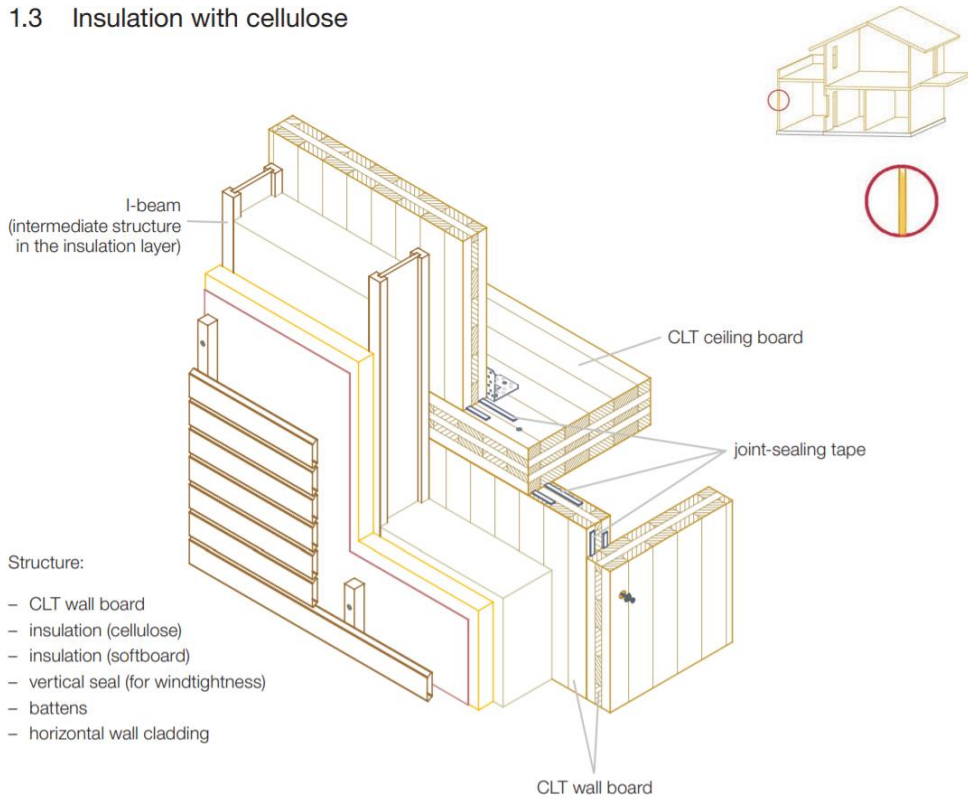 1.3 Insulation with cellulose
I-beam
(intermediate structure
in the insulation layer)
CLT ceiling board
joint-sealing tape
Structure:
– CLT wall board
– insulation (cellulose)
– insulation (softboard)
– vertical seal (for windtightness)
– battens
– horizontal wall cladding
CLT wall board